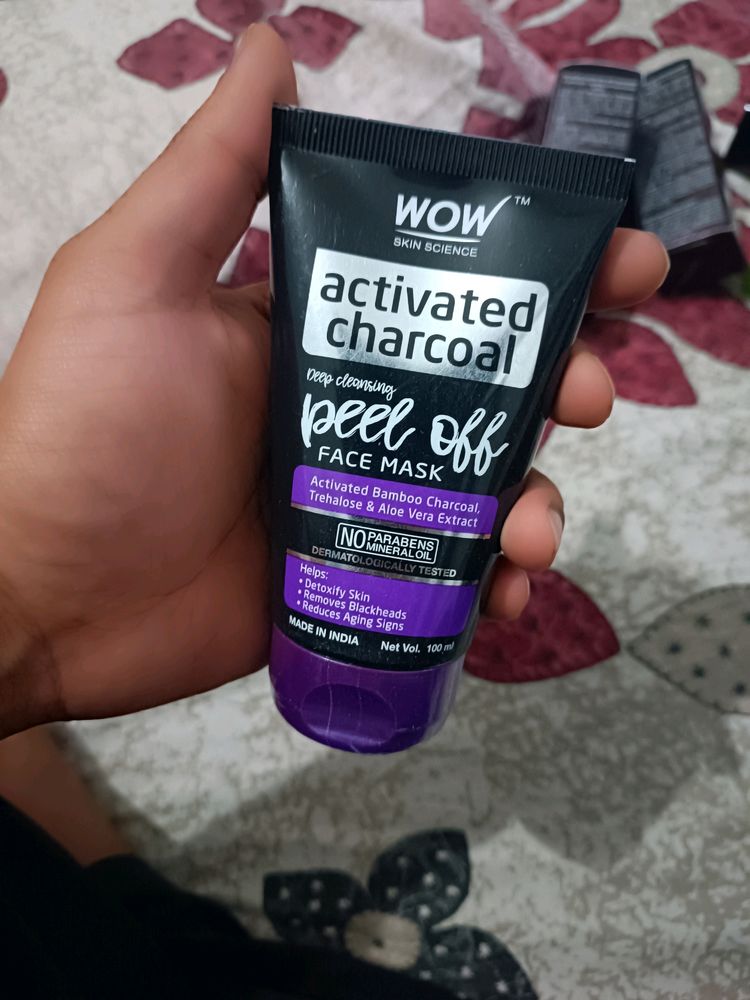 WOW™
SKIN SCIENCE
activated
charcoal
Deep cleansing
peel off
FACE MASK
Activated Bamboo Charcoal,
Trehalose & Aloe Vera Extract
NO PARABENS
MINERAL OIL
DERMATOLOGICALLY TESTED
Helps:
• Detoxify Skin
• Removes Blackheads
• Reduces Aging Signs
MADE IN INDIA Net Vol. 100 ml